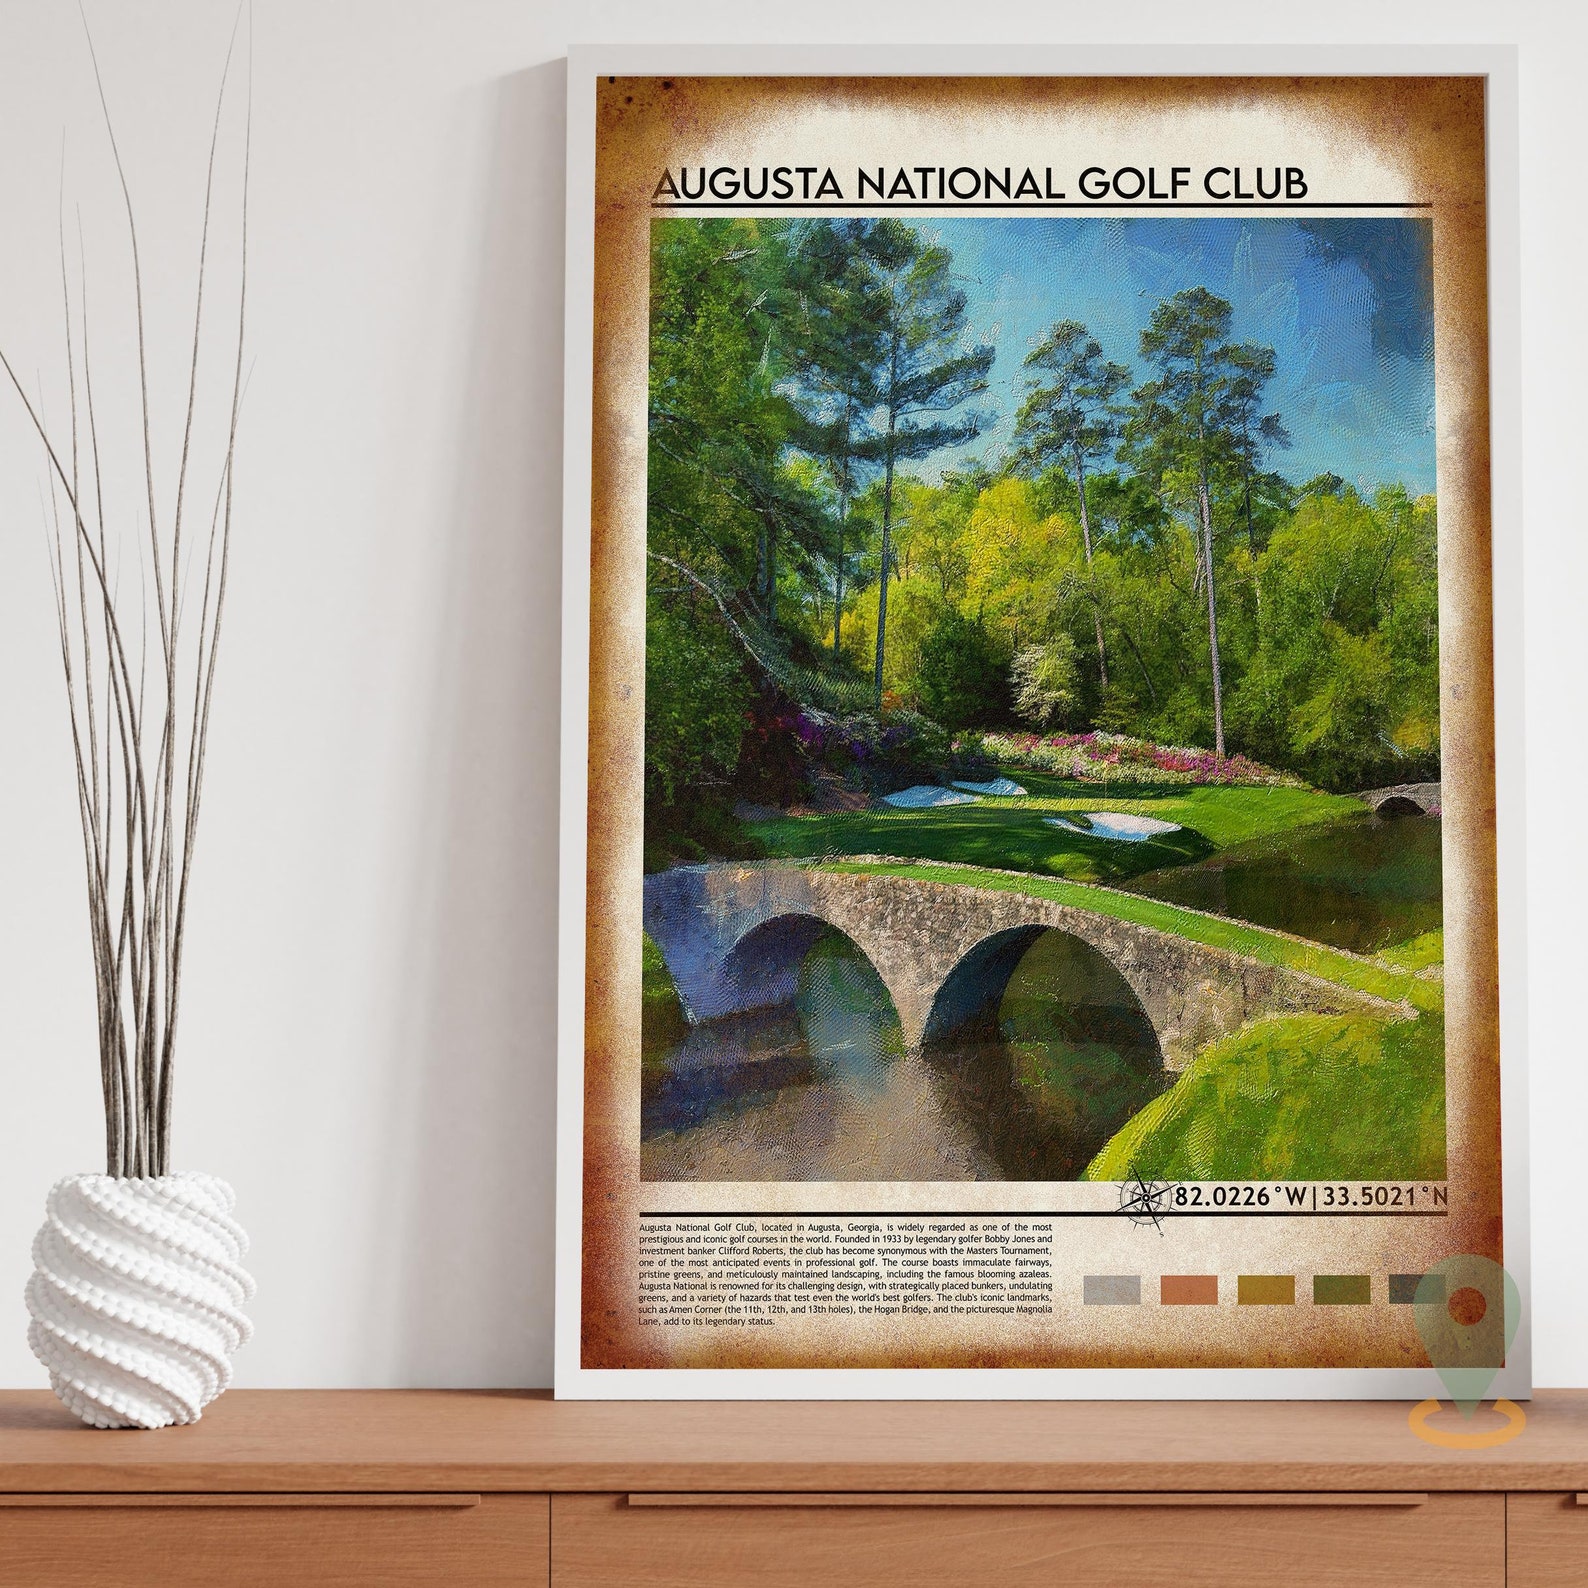 AUGUSTA NATIONAL GOLF CLUB
82.0226°W|33.5021°N
Augusta National Golf Club, located in Augusta, Georgia, is widely regarded as one of the most
prestigious and iconic golf courses in the world. Founded in 1933 by legendary golfer Bobby Jones and
investment banker Clifford Roberts, the club has become synonymous with the Masters Tournament,
one of the most anticipated events in professional golf. The course boasts immaculate fairways,
pristine greens, and meticulously maintained landscaping, including the famous blooming azaleas.
Augusta National is renowned for its challenging design, with strategically placed bunkers, undulating
greens, and a variety of hazards that test even the world's best golfers. The club's iconic landmarks,
such as Amen Corner (the 11th, 12th, and 13th holes), the Hogan Bridge, and the picturesque Magnolia
Lane, add to its legendary status.